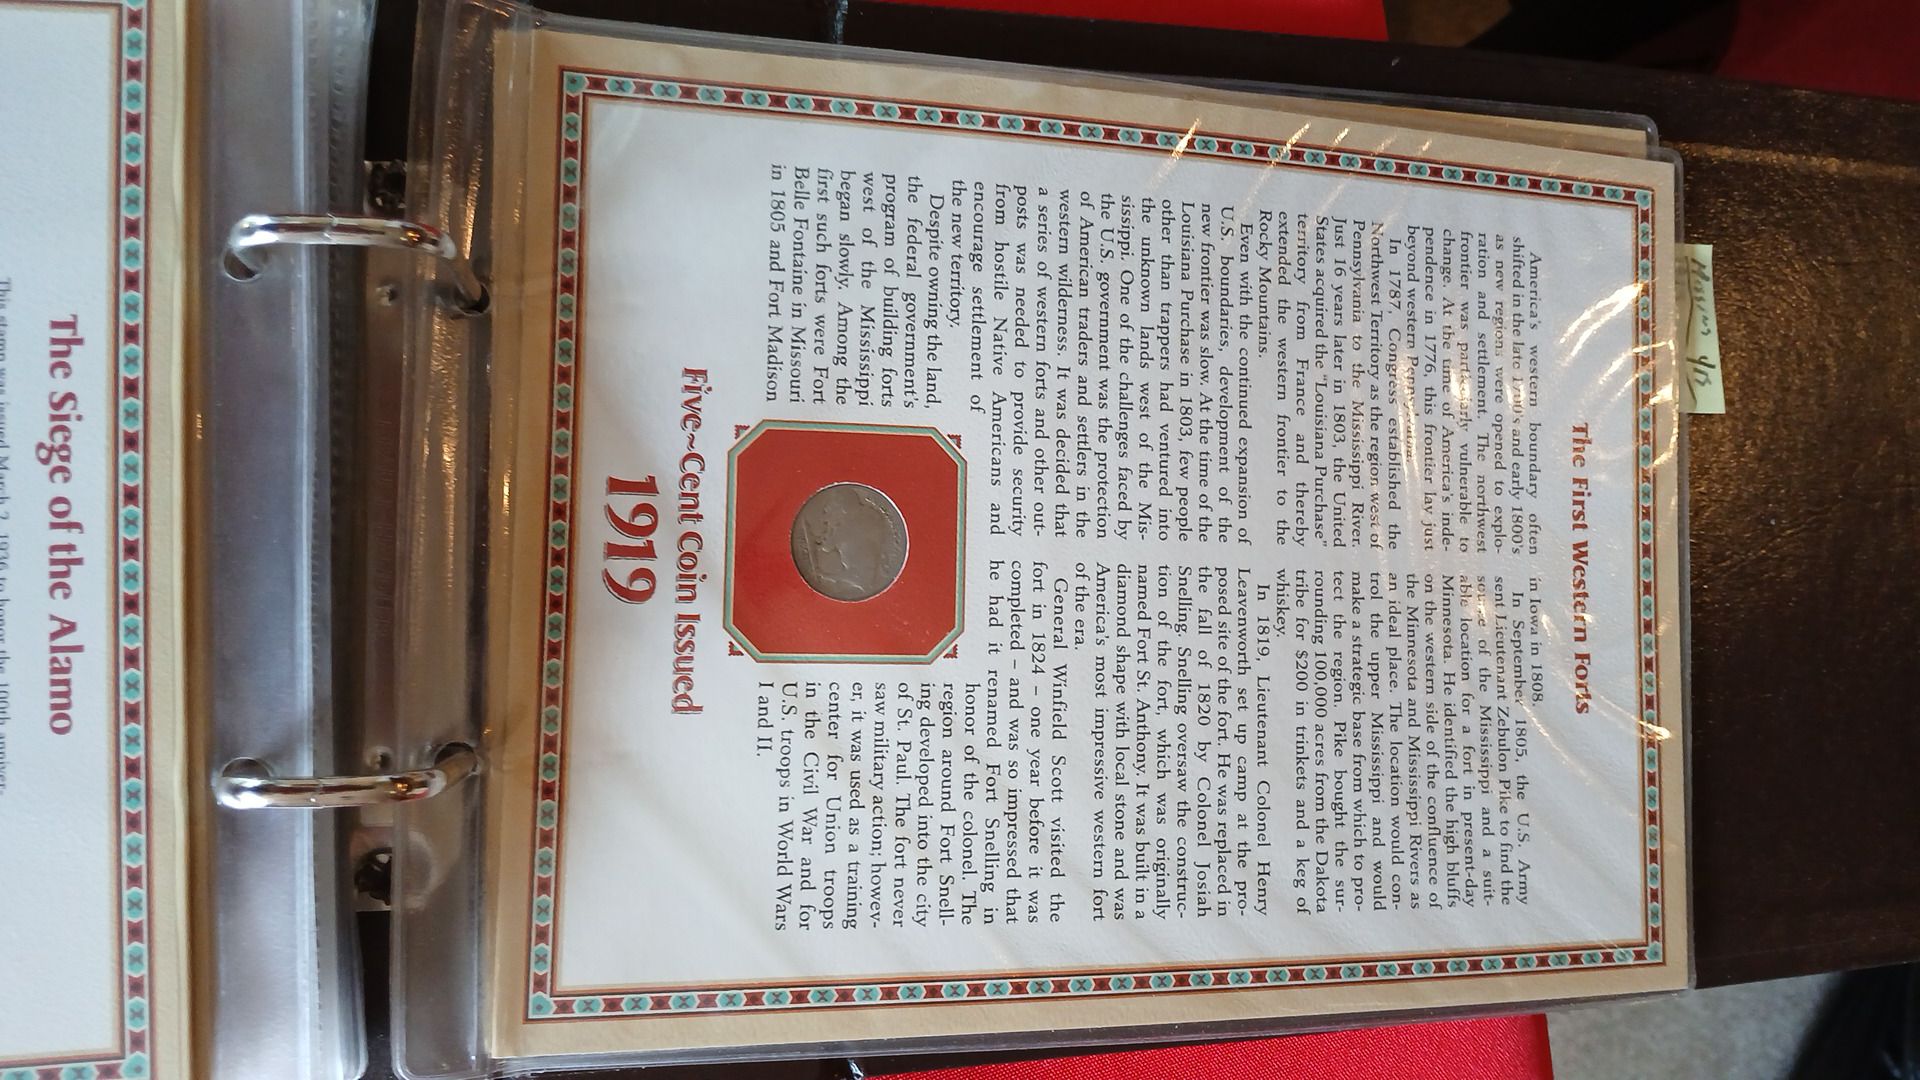 The First Western Forts
America's western boundary often
shifted in the late 1700's and early 1800's
as new regions were opened to explo-
ration and settlement. The northwest
frontier was particularly vulnerable to
change. At the time of America's inde-
pendence in 1776, this frontier lay just
beyond western Pennsylvania.
In 1787, Congress established the
Northwest Territory as the region west of
Pennsylvania to the Mississippi River.
Just 16 years later in 1803, the United
States acquired the "Louisiana Purchase"
territory from France and thereby
extended the western frontier to the
Rocky Mountains.
Even with the continued expansion of
U.S. boundaries, development of the
new frontier was slow. At the time of the
Louisiana Purchase in 1803, few people
other than trappers had ventured into
the unknown lands west of the Mis-
sissippi. One of the challenges faced by
the U.S. government was the protection
of American traders and settlers in the
western wilderness. It was decided that
a series of western forts and other out-
posts was needed to provide security
from hostile Native Americans and
encourage settlement of
the new territory.
Despite owning the land,
the federal government's
program of building forts
west of the Mississippi
began slowly. Among the
first such forts were Fort
Belle Fontaine in Missouri
in 1805 and Fort Madison
in Iowa in 1808.
In September 1805, the U.S. Army
sent Lieutenant Zebulon Pike to find the
source of the Mississippi and a suit-
able location for a fort in present-day
Minnesota. He identified the high bluffs
on the western side of the confluence of
the Minnesota and Mississippi Rivers as
an ideal place. The location would con-
trol the upper Mississippi and would
make a strategic base from which to pro-
tect the region. Pike bought the sur-
rounding 100,000 acres from the Dakota
tribe for $200 in trinkets and a keg of
whiskey.
In 1819, Lieutenant Colonel Henry
Leavenworth set up camp at the pro-
posed site of the fort. He was replaced in
the fall of 1820 by Colonel Josiah
Snelling. Snelling oversaw the construc-
tion of the fort, which was originally
named Fort St. Anthony. It was built in a
diamond shape with local stone and was
America's most impressive western fort
of the era.
General Winfield Scott visited the
fort in 1824 – one year before it was
completed – and was so impressed that
he had it renamed Fort Snelling in
honor of the colonel. The
region around Fort Snell-
ing developed into the city
of St. Paul. The fort never
saw military action; howev-
er, it was used as a training
center for Union troops
in the Civil War and for
U.S. troops in World Wars
I and II.
Five~Cent Coin Issued
1919
The Siege of the Alamo
This stamp was issued March 2, 1936 to honor the 100th anniver-